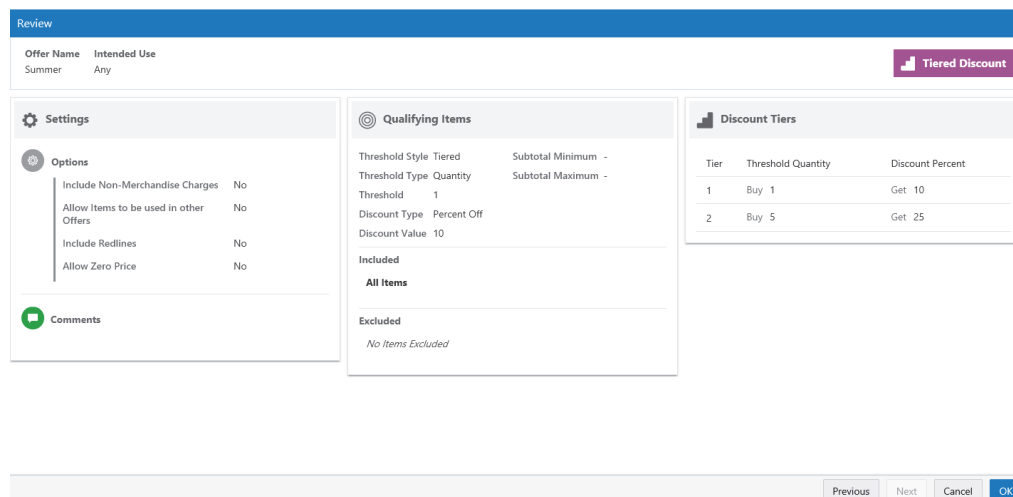 Review
Offer Name Intended Use
Summer Any
Tiered Discount
Settings
Options
Include Non-Merchandise Charges No
Allow Items to be used in other No
Offers
Include Redlines No
Allow Zero Price No
Comments
Qualifying Items
Threshold Style Tiered Subtotal Minimum -
Threshold Type Quantity Subtotal Maximum -
Threshold 1
Discount Type Percent Off
Discount Value 10
Included
All Items
Excluded
No Items Excluded
Discount Tiers
Tier Threshold Quantity Discount Percent
1 Buy 1 Get 10
2 Buy 5 Get 25
Previous Next Cancel OK